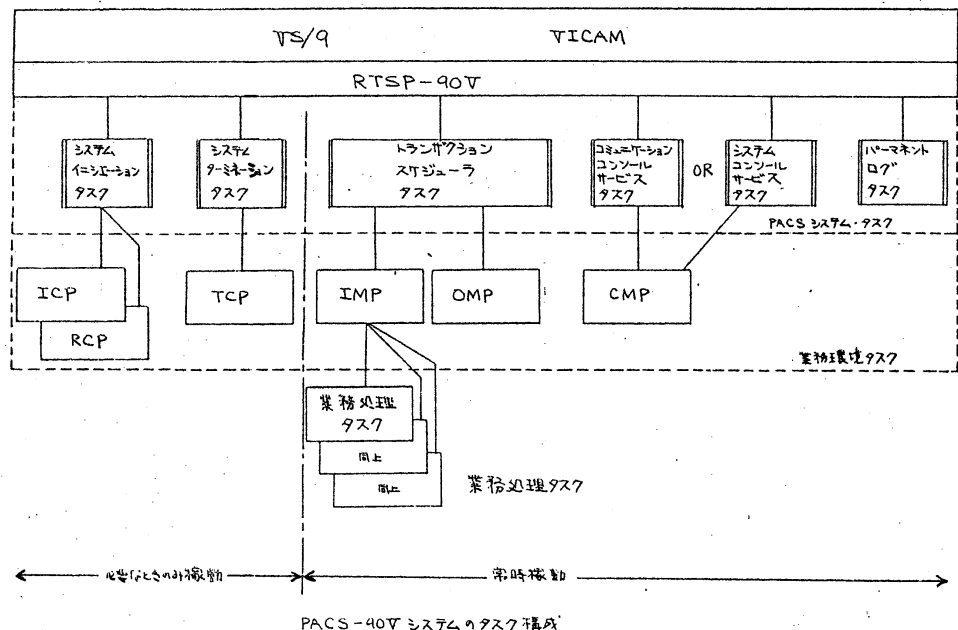 VS/9 VICAM
RTSP-90V
システム
イニシエーション
タスク
システム
ターミネーション
タスク
トランザクション
スケジューラ
タスク
コミュニケーション
コンソール
サービス
タスク
OR
システム
コンソール
サービス
タスク
パーマネント
ログ
タスク
PACS システム・タスク
ICP
RCP
TCP
IMP
OMP
CMP
業務環境タスク
業務処理
タスク
同上
同上
業務処理タスク
必要なときのみ稼動
常時稼動
PACS-90V システムのタスク構成